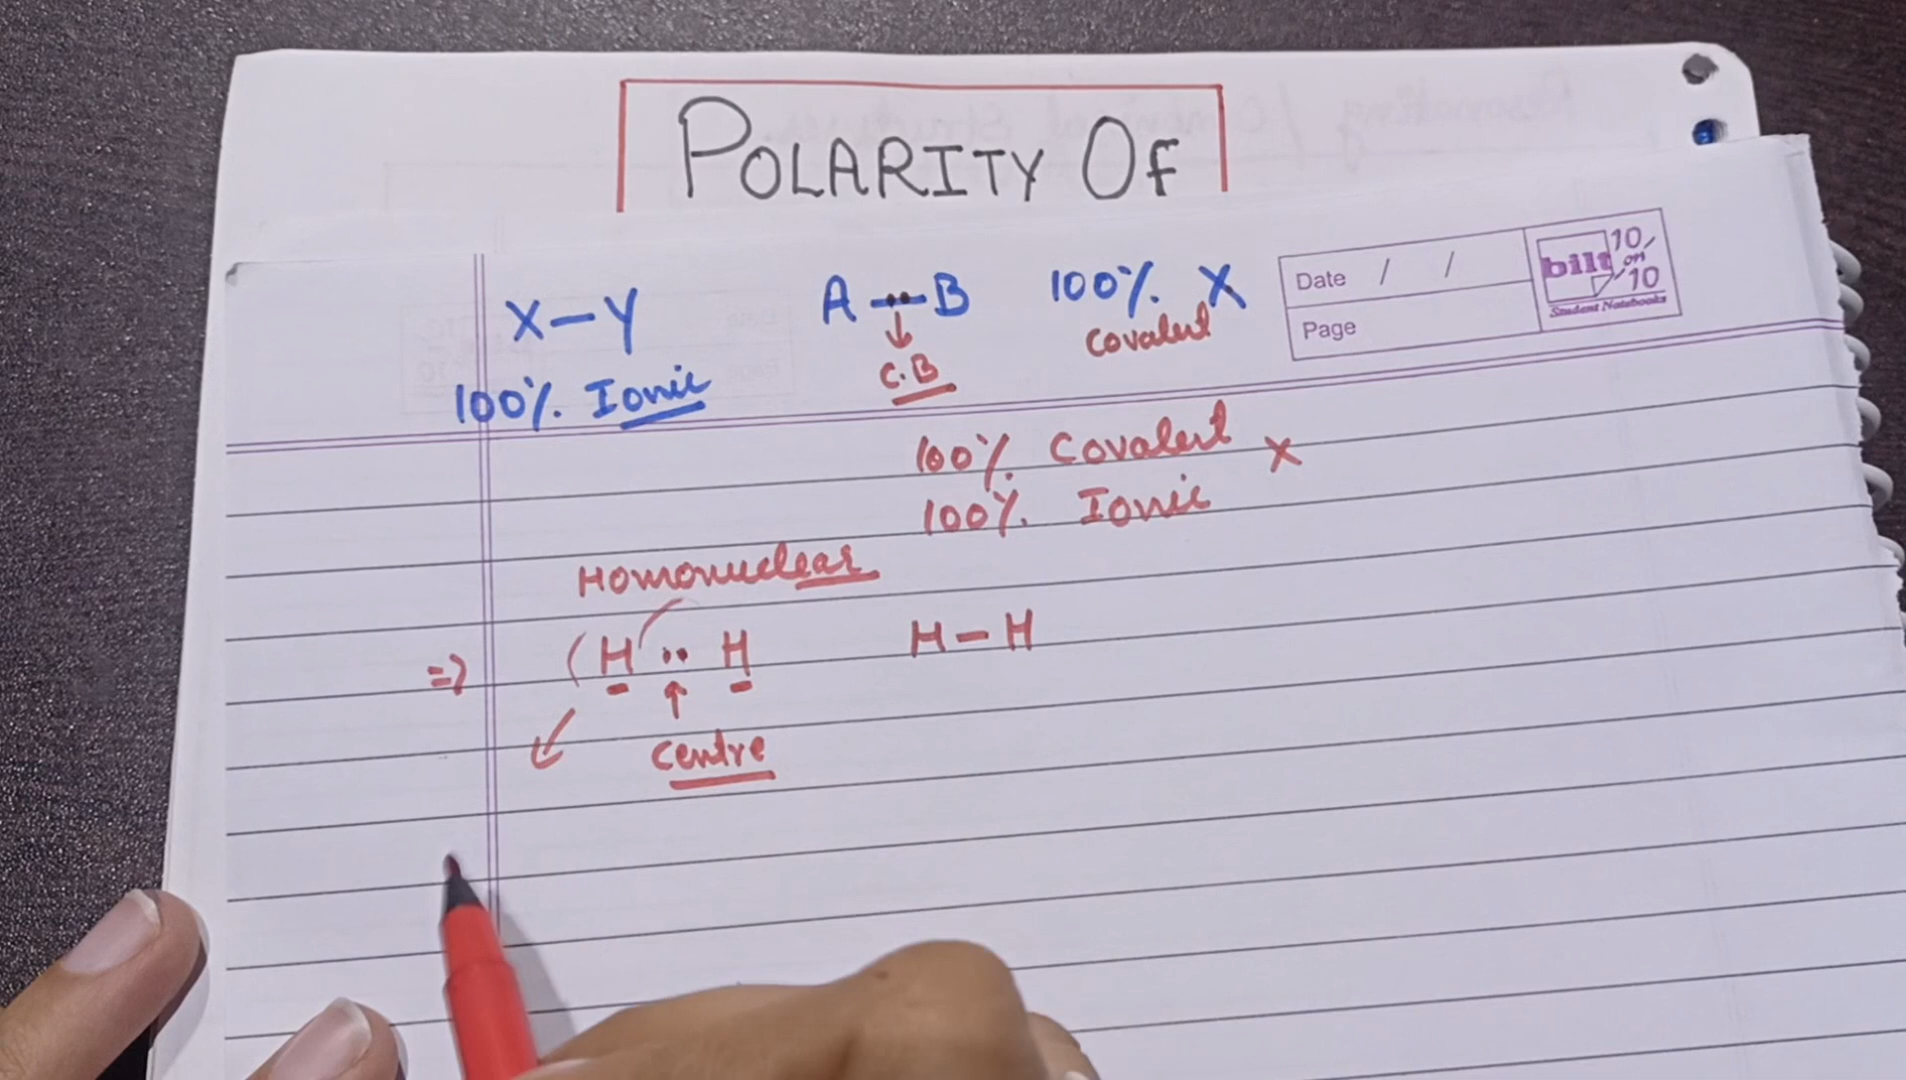 POLARITY OF
X – Y A •• B 100% X
100% Ionic C.B Covalent
Date / /
Page
bilt 10 on 10
Student Notebooks
100% Covalent X
100% Ionic
Homonuclear
=) (H •• H H – H
Centre